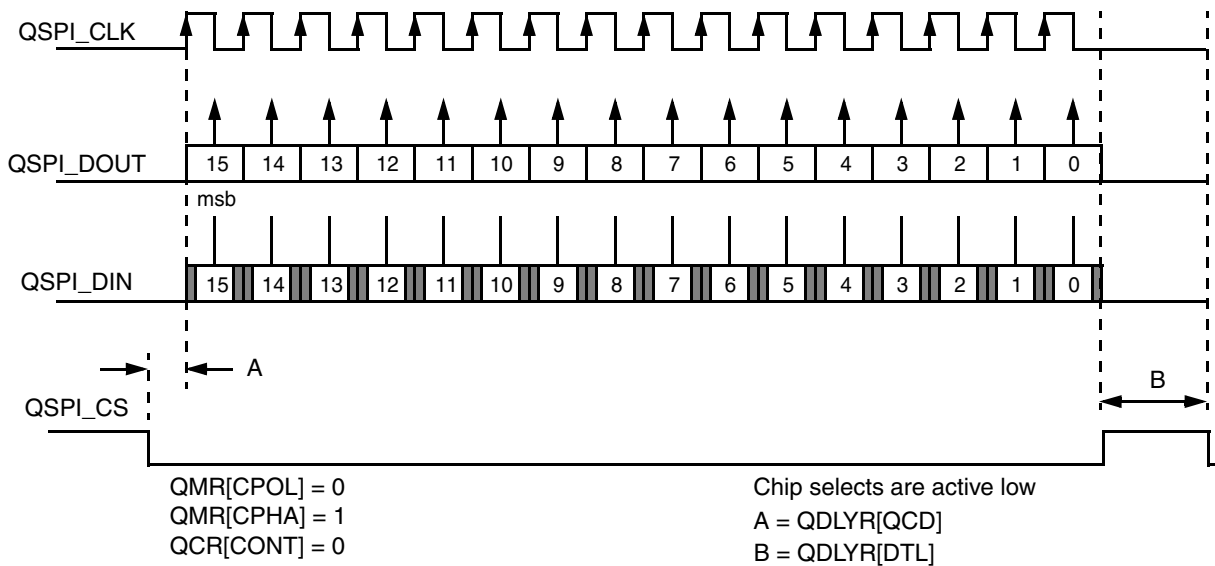 QSPI_CLK
QSPI_DOUT
15 14 13 12 11 10 9 8 7 6 5 4 3 2 1 0
msb
QSPI_DIN
15 14 13 12 11 10 9 8 7 6 5 4 3 2 1 0
A
B
QSPI_CS
QMR[CPOL] = 0
QMR[CPHA] = 1
QCR[CONT] = 0
Chip selects are active low
A = QDLYR[QCD]
B = QDLYR[DTL]